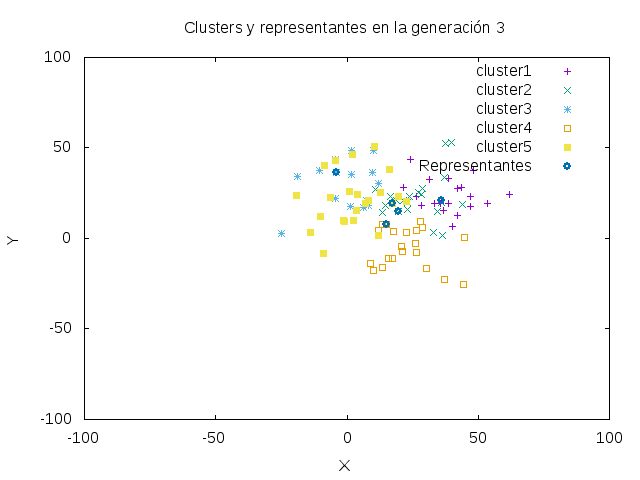 Clusters y representantes en la generación 3
100
cluster1
cluster2
cluster3
cluster4
50
cluster5
Representantes
Y
0
-50
-100
-100 -50 0 50 100
X